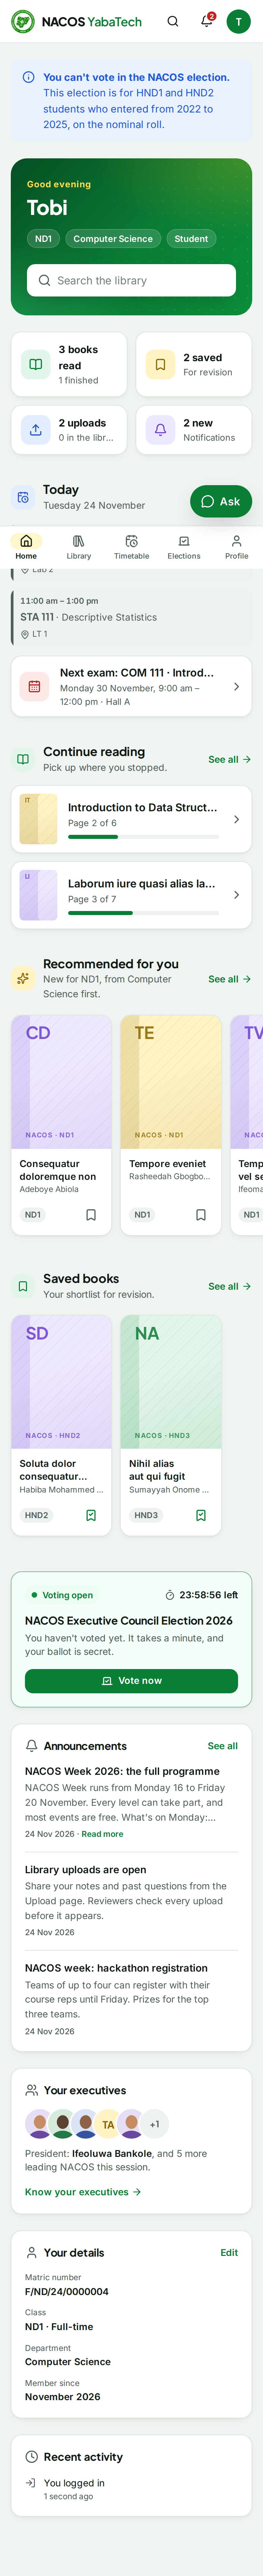 NACOS YabaTech
2
T
You can't vote in the NACOS election.
This election is for HND1 and HND2
students who entered from 2022 to
2025, on the nominal roll.
Good evening
Tobi
ND1
Computer Science
Student
Search the library
3 books
read
1 finished
2 saved
For revision
2 uploads
0 in the libr...
2 new
Notifications
Today
Tuesday 24 November
Ask
Home
Library
Timetable
Elections
Profile
Lab 2
11:00 am – 1:00 pm
STA 111 · Descriptive Statistics
LT 1
Next exam: COM 111 · Introd...
Monday 30 November, 9:00 am –
12:00 pm · Hall A
Continue reading
Pick up where you stopped.
See all
IT
Introduction to Data Struct...
Page 2 of 6
LI
Laborum iure quasi alias la...
Page 3 of 7
Recommended for you
New for ND1, from Computer
Science first.
See all
CD
NACOS · ND1
Consequatur
doloremque non
Adeboye Abiola
ND1
TE
NACOS · ND1
Tempore eveniet
Rasheedah Gbogbo...
ND1
TV
NACO
Temp
vel se
Ifeoma
ND1
Saved books
Your shortlist for revision.
See all
SD
NACOS · HND2
Soluta dolor
consequatur...
Habiba Mohammed ...
HND2
NA
NACOS · HND3
Nihil alias
aut qui fugit
Sumayyah Onome ...
HND3
Voting open
23:58:56 left
NACOS Executive Council Election 2026
You haven't voted yet. It takes a minute, and
your ballot is secret.
Vote now
Announcements
See all
NACOS Week 2026: the full programme
NACOS Week runs from Monday 16 to Friday
20 November. Every level can take part, and
most events are free. What's on Monday:...
24 Nov 2026 · Read more
Library uploads are open
Share your notes and past questions from the
Upload page. Reviewers check every upload
before it appears.
24 Nov 2026
NACOS week: hackathon registration
Teams of up to four can register with their
course reps until Friday. Prizes for the top
three teams.
24 Nov 2026
Your executives
TA
+1
President: Ifeoluwa Bankole, and 5 more
leading NACOS this session.
Know your executives
Your details
Edit
Matric number
F/ND/24/0000004
Class
ND1 · Full-time
Department
Computer Science
Member since
November 2026
Recent activity
You logged in
1 second ago